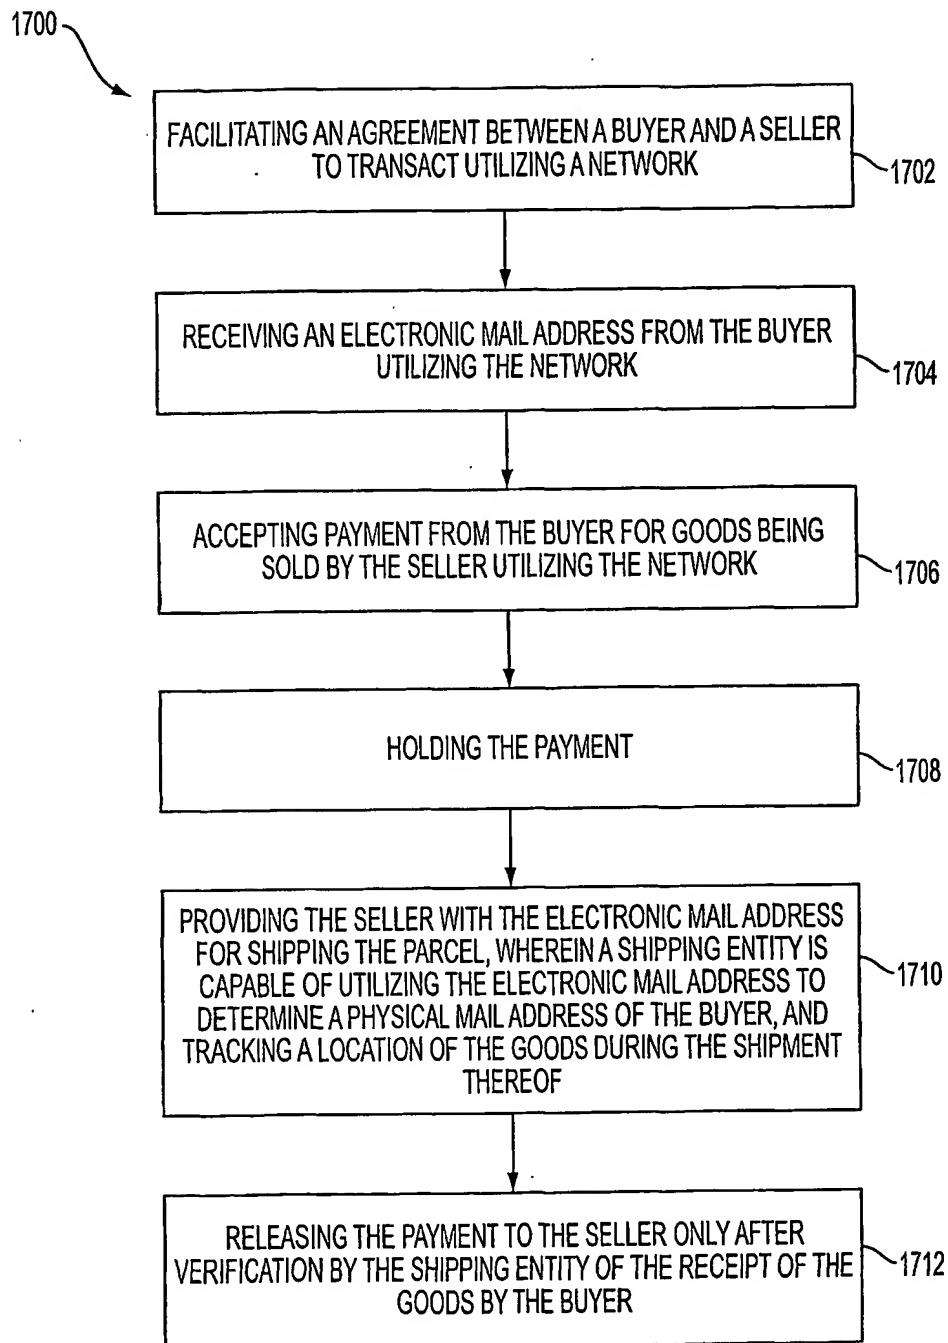 1700
FACILITATING AN AGREEMENT BETWEEN A BUYER AND A SELLER
TO TRANSACT UTILIZING A NETWORK
1702
RECEIVING AN ELECTRONIC MAIL ADDRESS FROM THE BUYER
UTILIZING THE NETWORK
1704
ACCEPTING PAYMENT FROM THE BUYER FOR GOODS BEING
SOLD BY THE SELLER UTILIZING THE NETWORK
1706
HOLDING THE PAYMENT
1708
PROVIDING THE SELLER WITH THE ELECTRONIC MAIL ADDRESS
FOR SHIPPING THE PARCEL, WHEREIN A SHIPPING ENTITY IS
CAPABLE OF UTILIZING THE ELECTRONIC MAIL ADDRESS TO
DETERMINE A PHYSICAL MAIL ADDRESS OF THE BUYER, AND
TRACKING A LOCATION OF THE GOODS DURING THE SHIPMENT
THEREOF
1710
RELEASING THE PAYMENT TO THE SELLER ONLY AFTER
VERIFICATION BY THE SHIPPING ENTITY OF THE RECEIPT OF THE
GOODS BY THE BUYER
1712